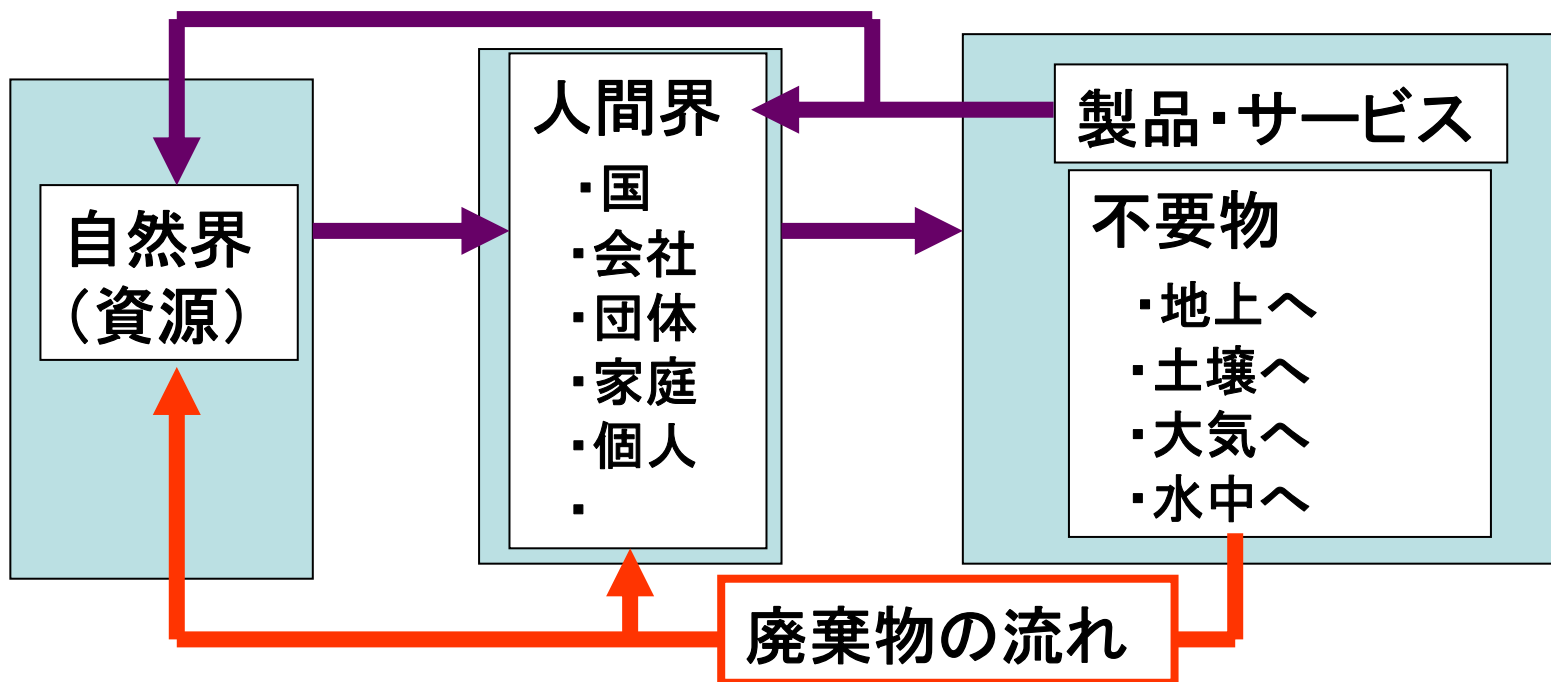 自然界
（資源）
人間界
・国
・会社
・団体
・家庭
・個人
・
製品・サービス
不要物
・地上へ
・土壌へ
・大気へ
・水中へ
廃棄物の流れ